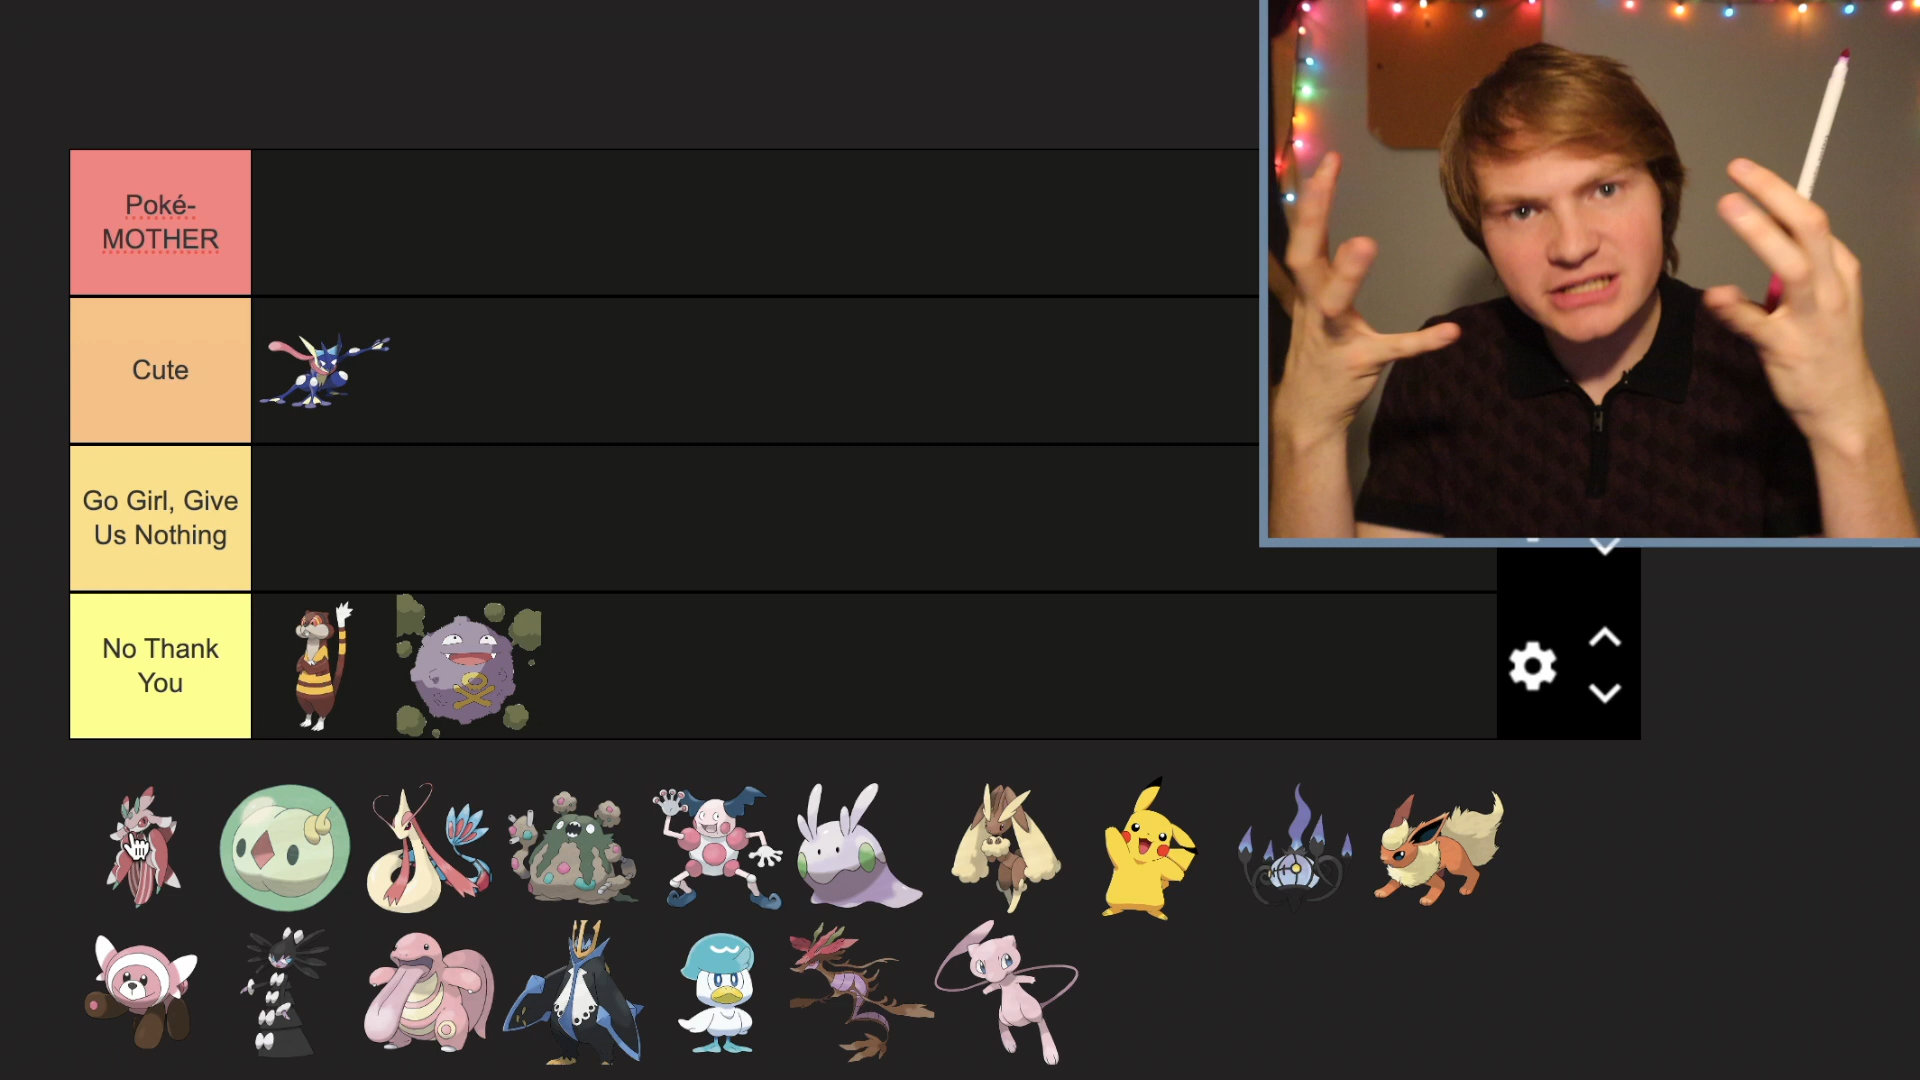 Poké-
MOTHER
Cute
Go Girl, Give
Us Nothing
No Thank
You